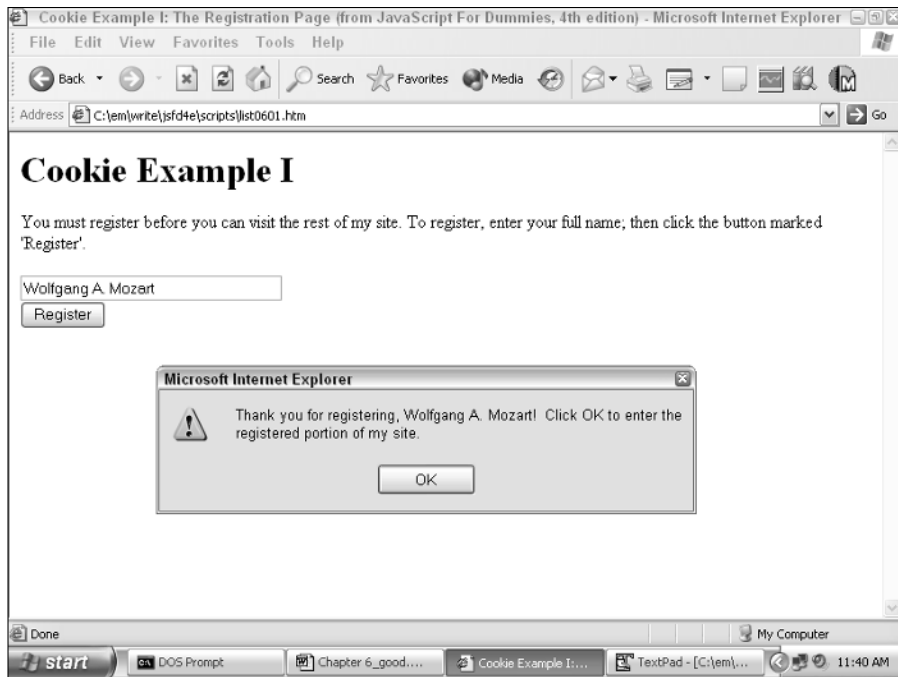 Cookie Example I: The Registration Page (from JavaScript For Dummies, 4th edition) - Microsoft Internet Explorer
File Edit View Favorites Tools Help
Back Search Favorites Media
Address C:\em\write\jsfd4e\scripts\list0601.htm Go
Cookie Example I
You must register before you can visit the rest of my site. To register, enter your full name; then click the button marked
'Register'.
Wolfgang A. Mozart
Register
Microsoft Internet Explorer
Thank you for registering, Wolfgang A. Mozart! Click OK to enter the
registered portion of my site.
OK
Done My Computer
start DOS Prompt Chapter 6_good.... Cookie Example I:... TextPad - [C:\em\... 11:40 AM